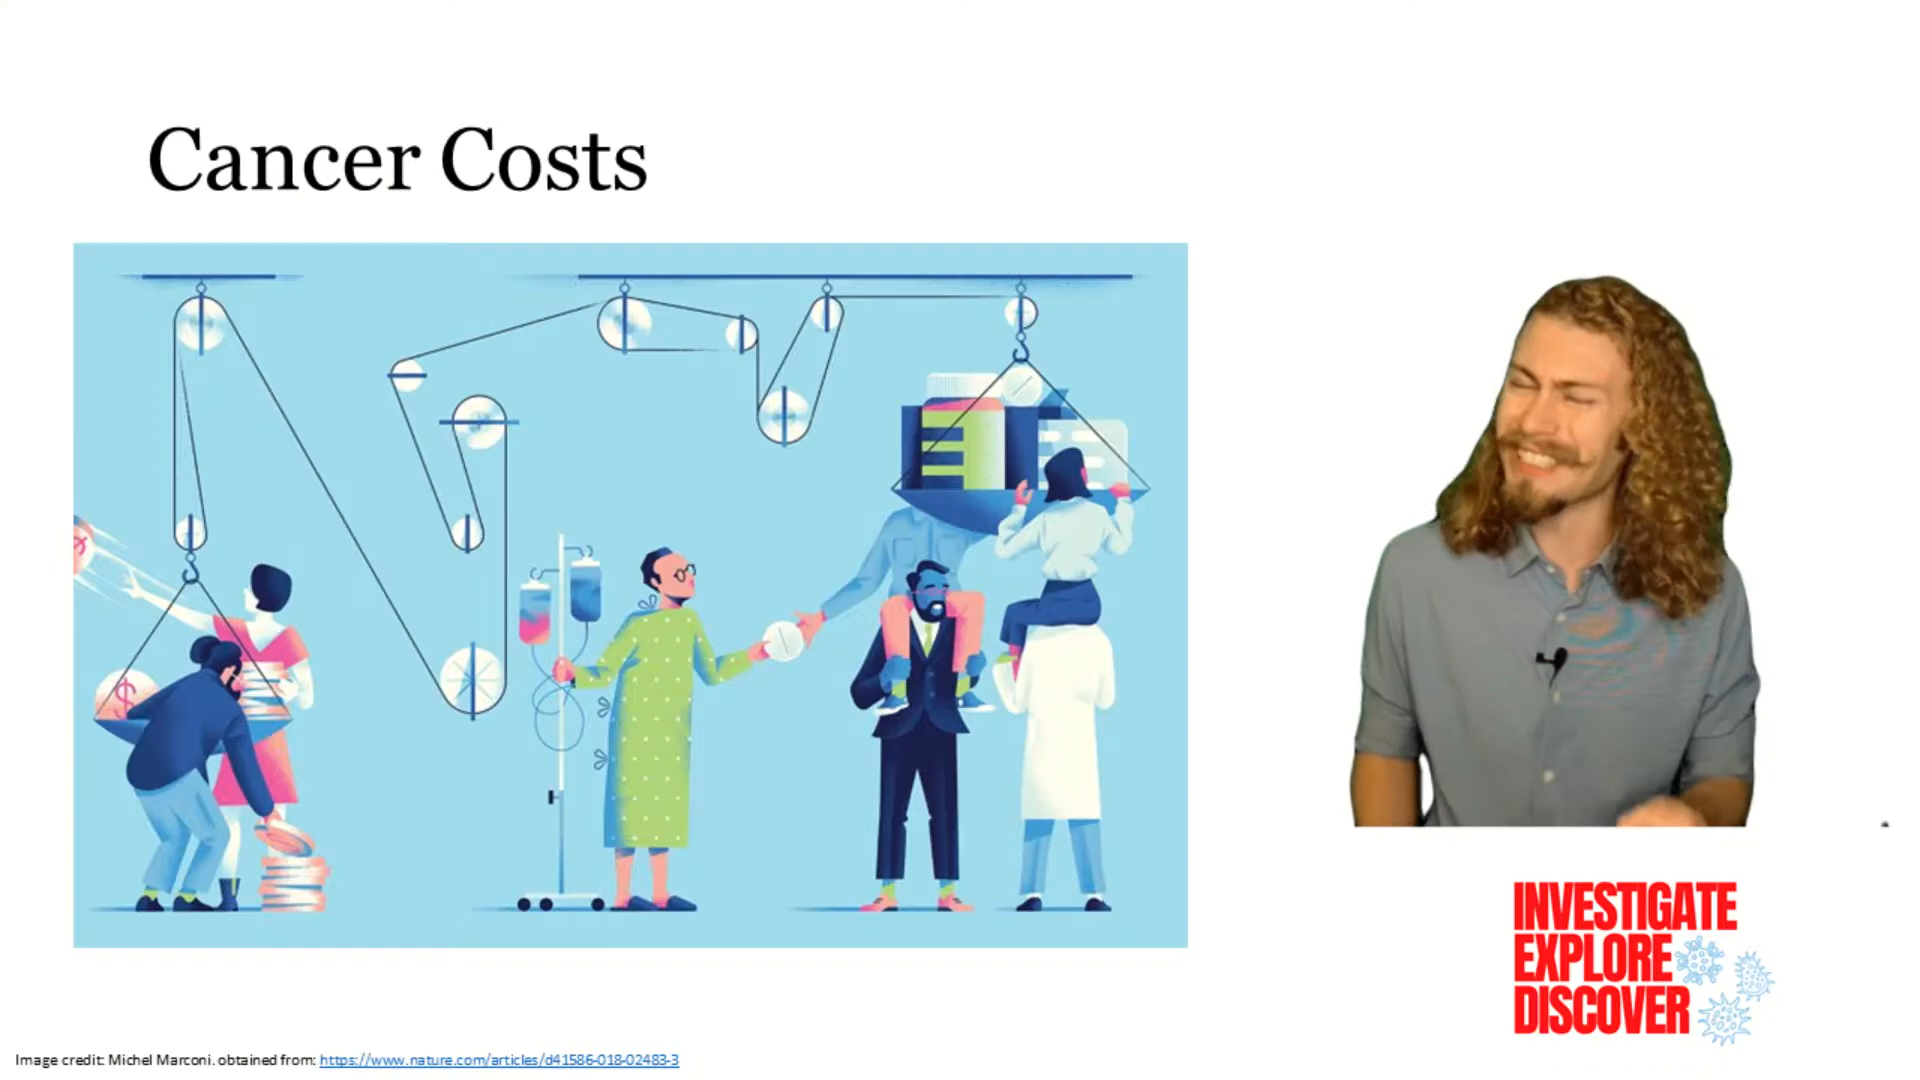 Cancer Costs
$
$
INVESTIGATE
EXPLORE
DISCOVER
Image credit: Michel Marconi. obtained from: https://www.nature.com/articles/d41586-018-02483-3